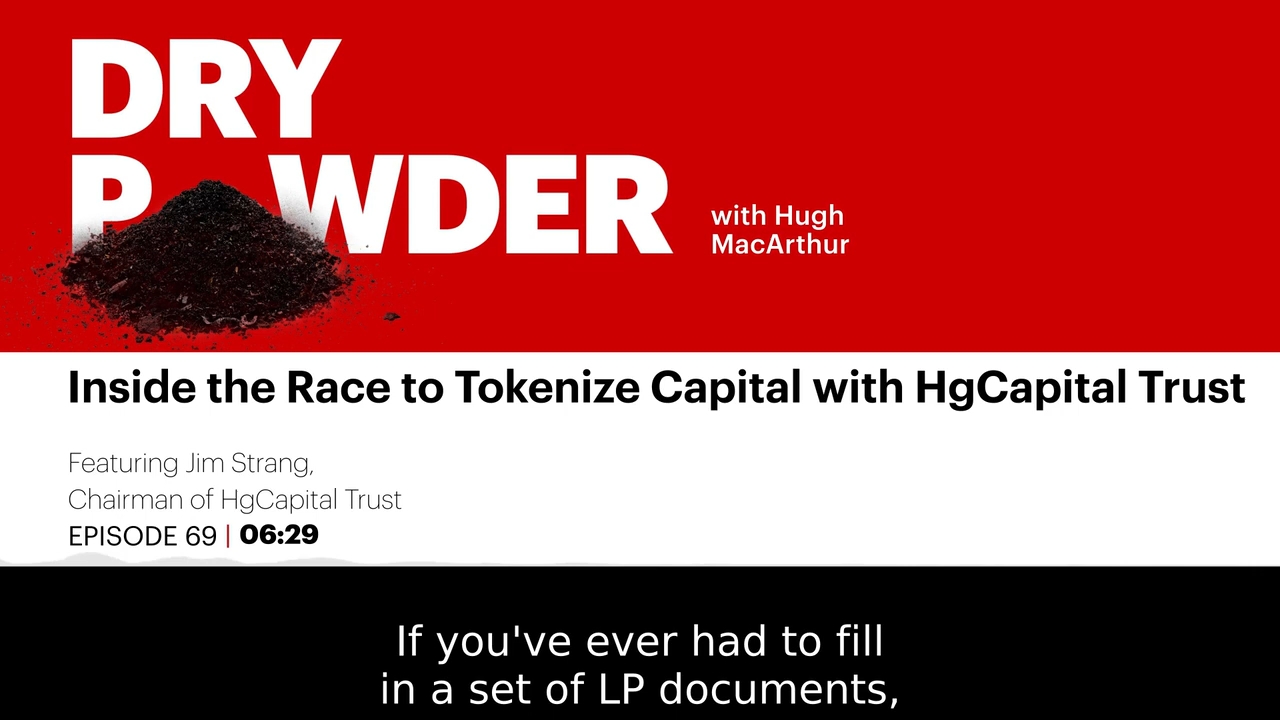 DRY
P WDER
with Hugh
MacArthur
Inside the Race to Tokenize Capital with HgCapital Trust
Featuring Jim Strang,
Chairman of HgCapital Trust
EPISODE 69 | 06:29
If you've ever had to fill
in a set of LP documents,